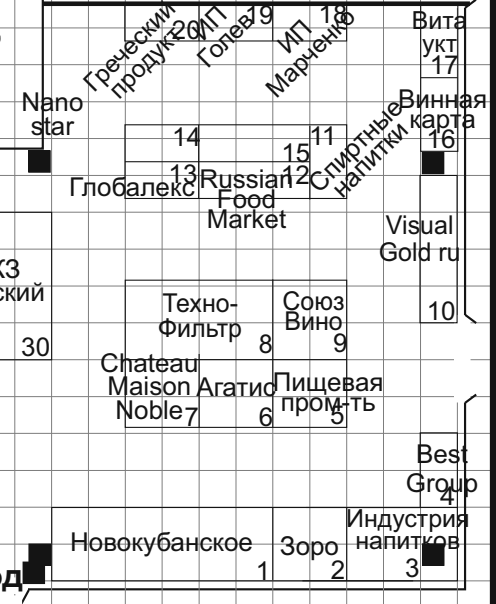 Греческий
продукт
20
ИП
Голев
19
ИП
Марченко
18
Вита
укт
17
Nano
star
Винная
карта
16
14
11
15
Спиртные
напитки
13
12
Глобалекс
Russian
Food
Market
Visual
Gold ru
10
КЗ
ский
30
Техно-
Фильтр
8
Союз
Вино
9
Chateau
Maison
Noble
7
Агатис
6
Пищевая
пром-ть
5
Best
Group
4
Новокубанское
1
Зоро
2
Индустрия
напитков
3